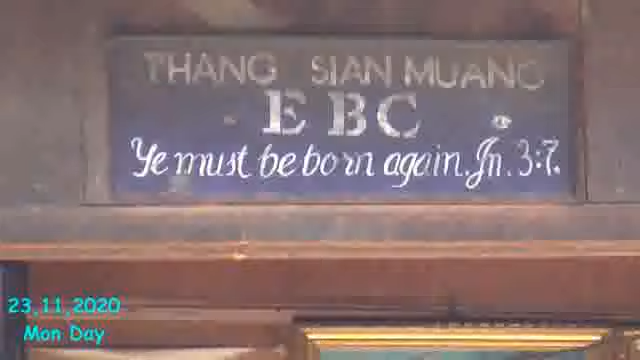 THANG SIAN MUANG
EBC
Ye must be born again. Jn. 3:7.
23,11,2020
Mon Day